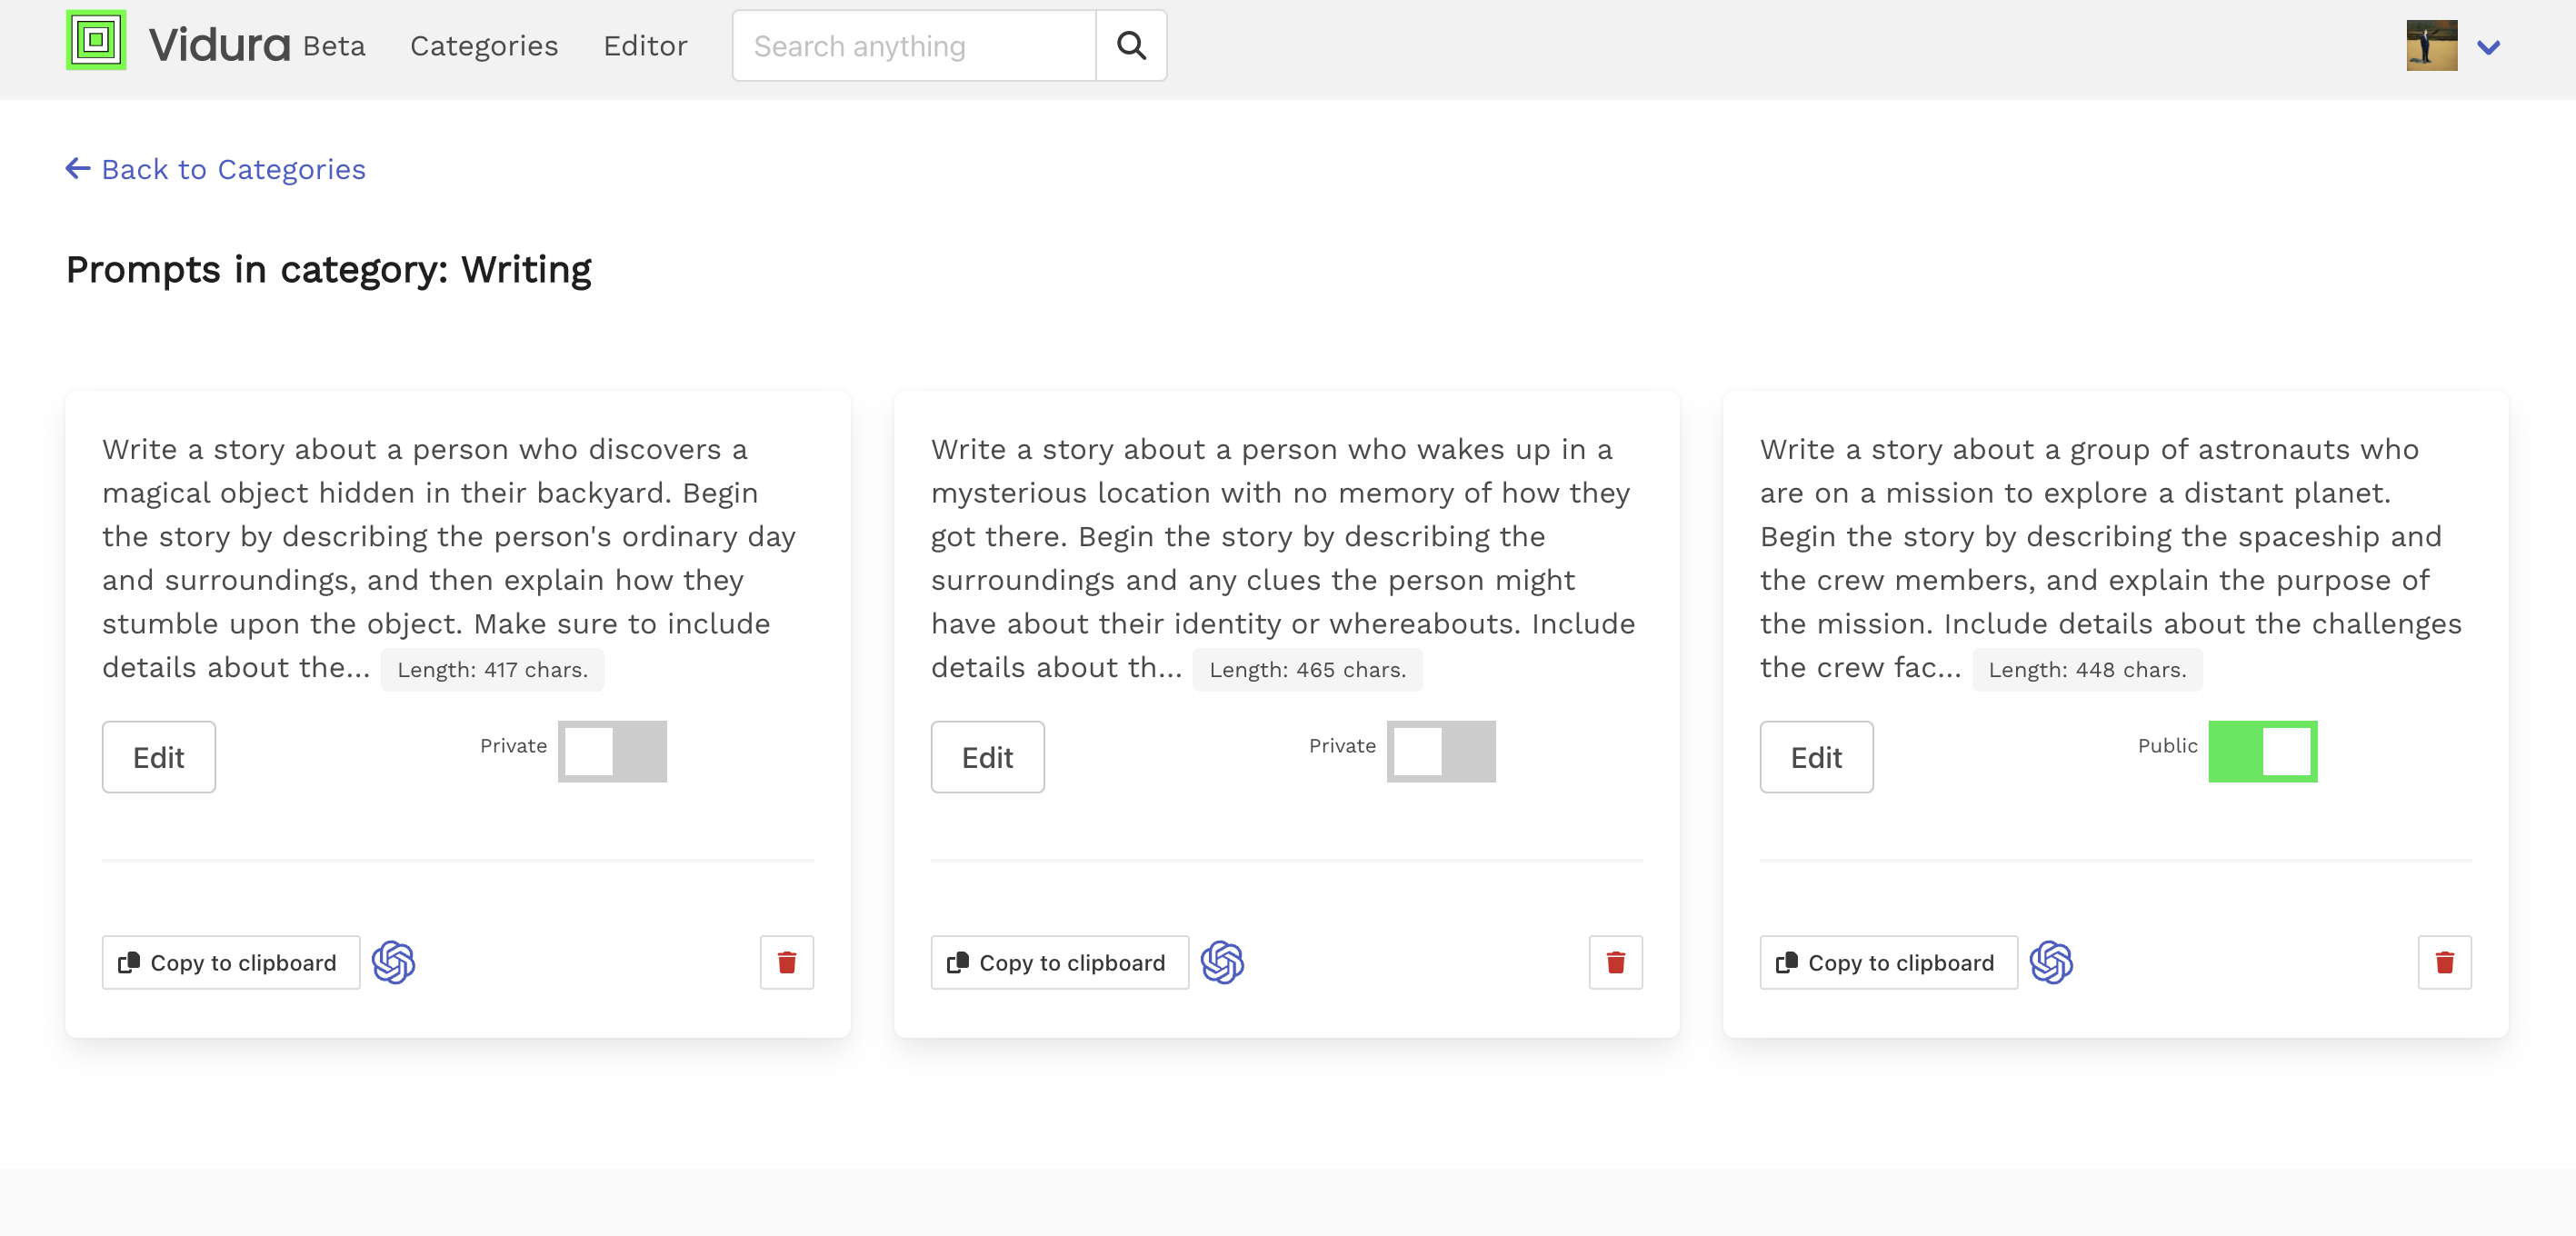 Vidura Beta Categories Editor Search anything
Back to Categories
Prompts in category: Writing
Write a story about a person who discovers a
magical object hidden in their backyard. Begin
the story by describing the person's ordinary day
and surroundings, and then explain how they
stumble upon the object. Make sure to include
details about the... Length: 417 chars.
Edit Private
Copy to clipboard
Write a story about a person who wakes up in a
mysterious location with no memory of how they
got there. Begin the story by describing the
surroundings and any clues the person might
have about their identity or whereabouts. Include
details about th... Length: 465 chars.
Edit Private
Copy to clipboard
Write a story about a group of astronauts who
are on a mission to explore a distant planet.
Begin the story by describing the spaceship and
the crew members, and explain the purpose of
the mission. Include details about the challenges
the crew fac... Length: 448 chars.
Edit Public
Copy to clipboard